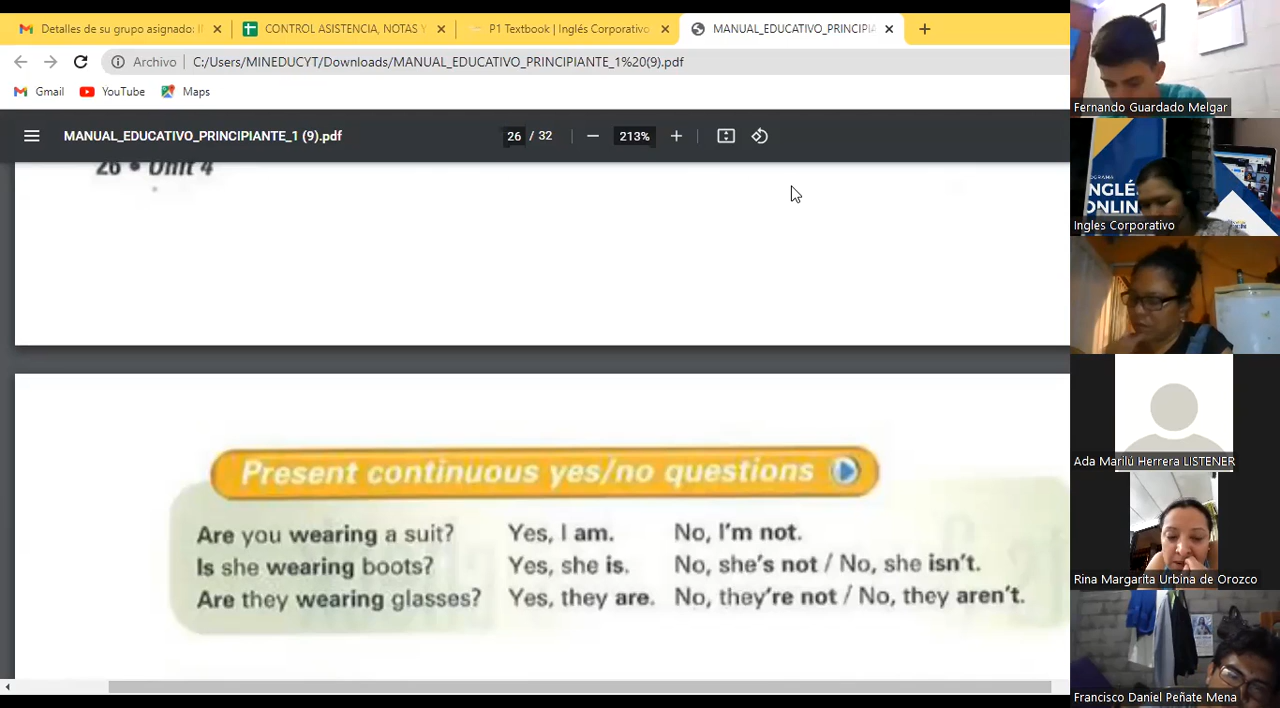 Detalles de su grupo asignado: I
CONTROL ASISTENCIA, NOTAS Y
P1 Textbook | Inglés Corporativo
MANUAL_EDUCATIVO_PRINCIPIA
Archivo
C:/Users/MINEDUCYT/Downloads/MANUAL_EDUCATIVO_PRINCIPIANTE_1%20(9).pdf
Gmail
YouTube
Maps
MANUAL_EDUCATIVO_PRINCIPIANTE_1 (9).pdf
26 / 32
213%
26 • Unit 4
Present continuous yes/no questions
Are you wearing a suit? Yes, I am. No, I'm not.
Is she wearing boots? Yes, she is. No, she's not / No, she isn't.
Are they wearing glasses? Yes, they are. No, they're not / No, they aren't.
Fernando Guardado Melgar
INGLÉS
ONLIN
Ingles Corporativo
Ada Marilú Herrera LISTENER
Rina Margarita Urbina de Orozco
Francisco Daniel Peñate Mena